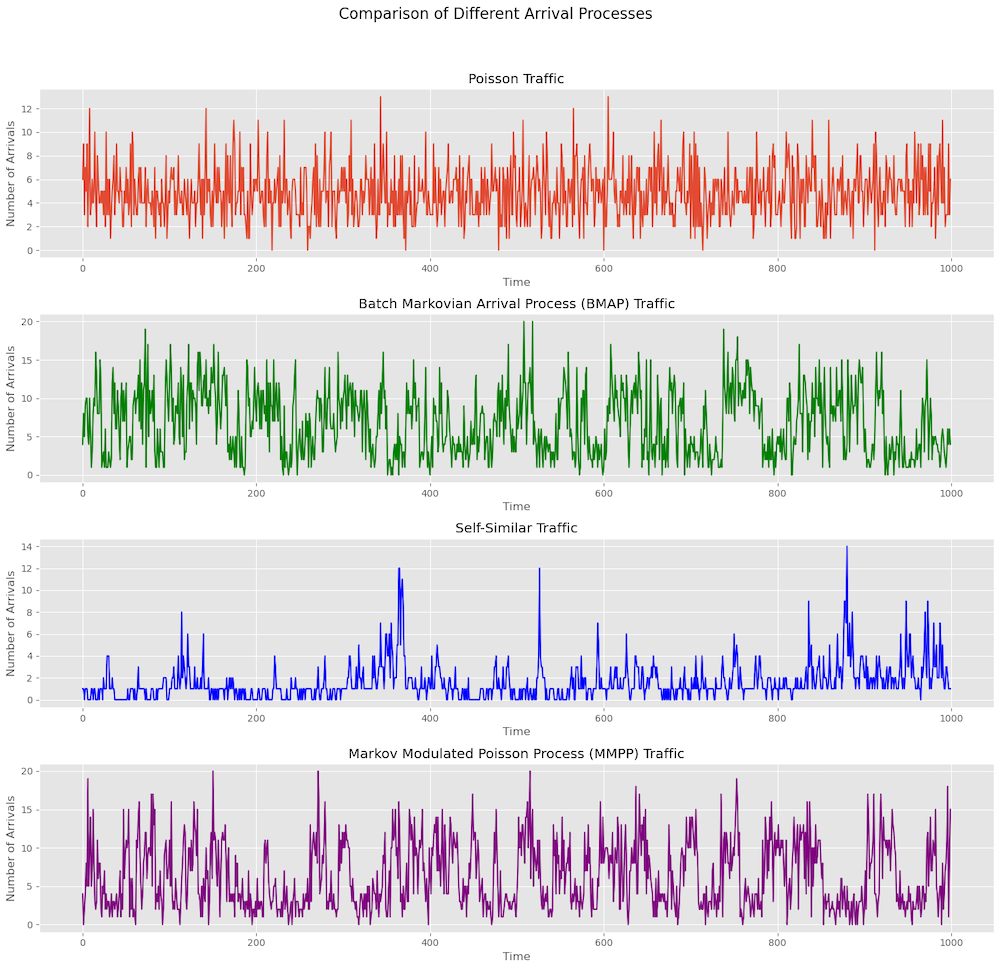 Comparison of Different Arrival Processes
Poisson Traffic
Number of Arrivals
12
10
8
6
4
2
0
0 200 400 600 800 1000
Time
Batch Markovian Arrival Process (BMAP) Traffic
Number of Arrivals
20
15
10
5
0
0 200 400 600 800 1000
Time
Self-Similar Traffic
Number of Arrivals
14
12
10
8
6
4
2
0
0 200 400 600 800 1000
Time
Markov Modulated Poisson Process (MMPP) Traffic
Number of Arrivals
20
15
10
5
0
0 200 400 600 800 1000
Time